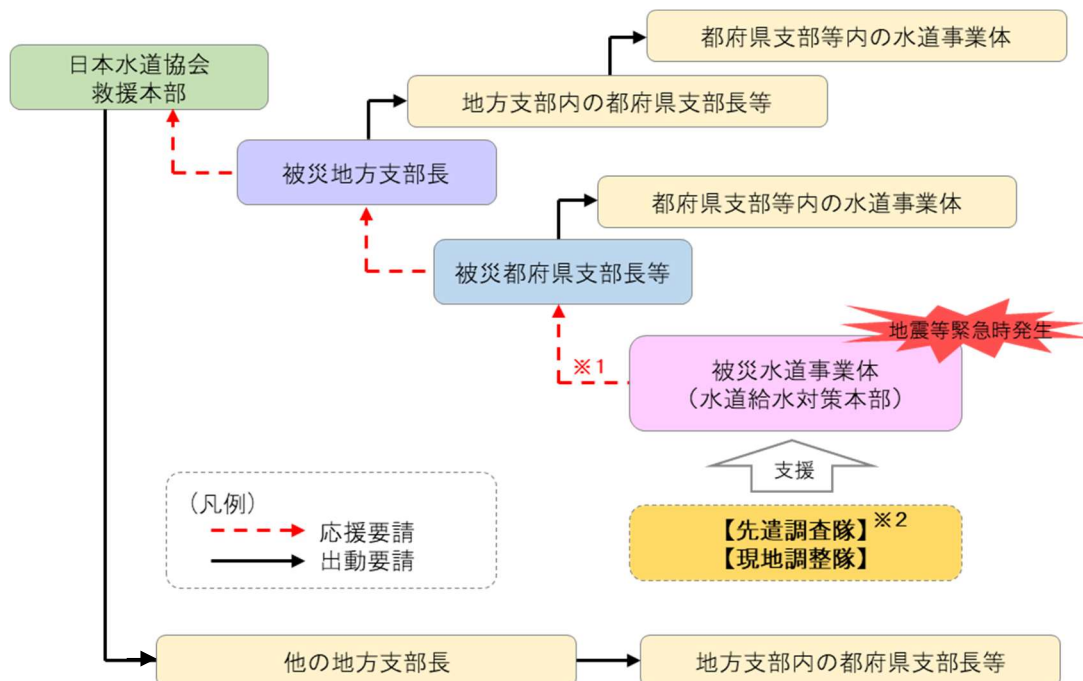 都府県支部等内の水道事業体
日本水道協会
救援本部
地方支部内の都府県支部長等
被災地方支部長
都府県支部等内の水道事業体
被災都府県支部長等
地震等緊急時発生
※1
被災水道事業体
（水道給水対策本部）
支援
（凡例）
応援要請
出動要請
【先遣調査隊】※2
【現地調整隊】
他の地方支部長
地方支部内の都府県支部長等